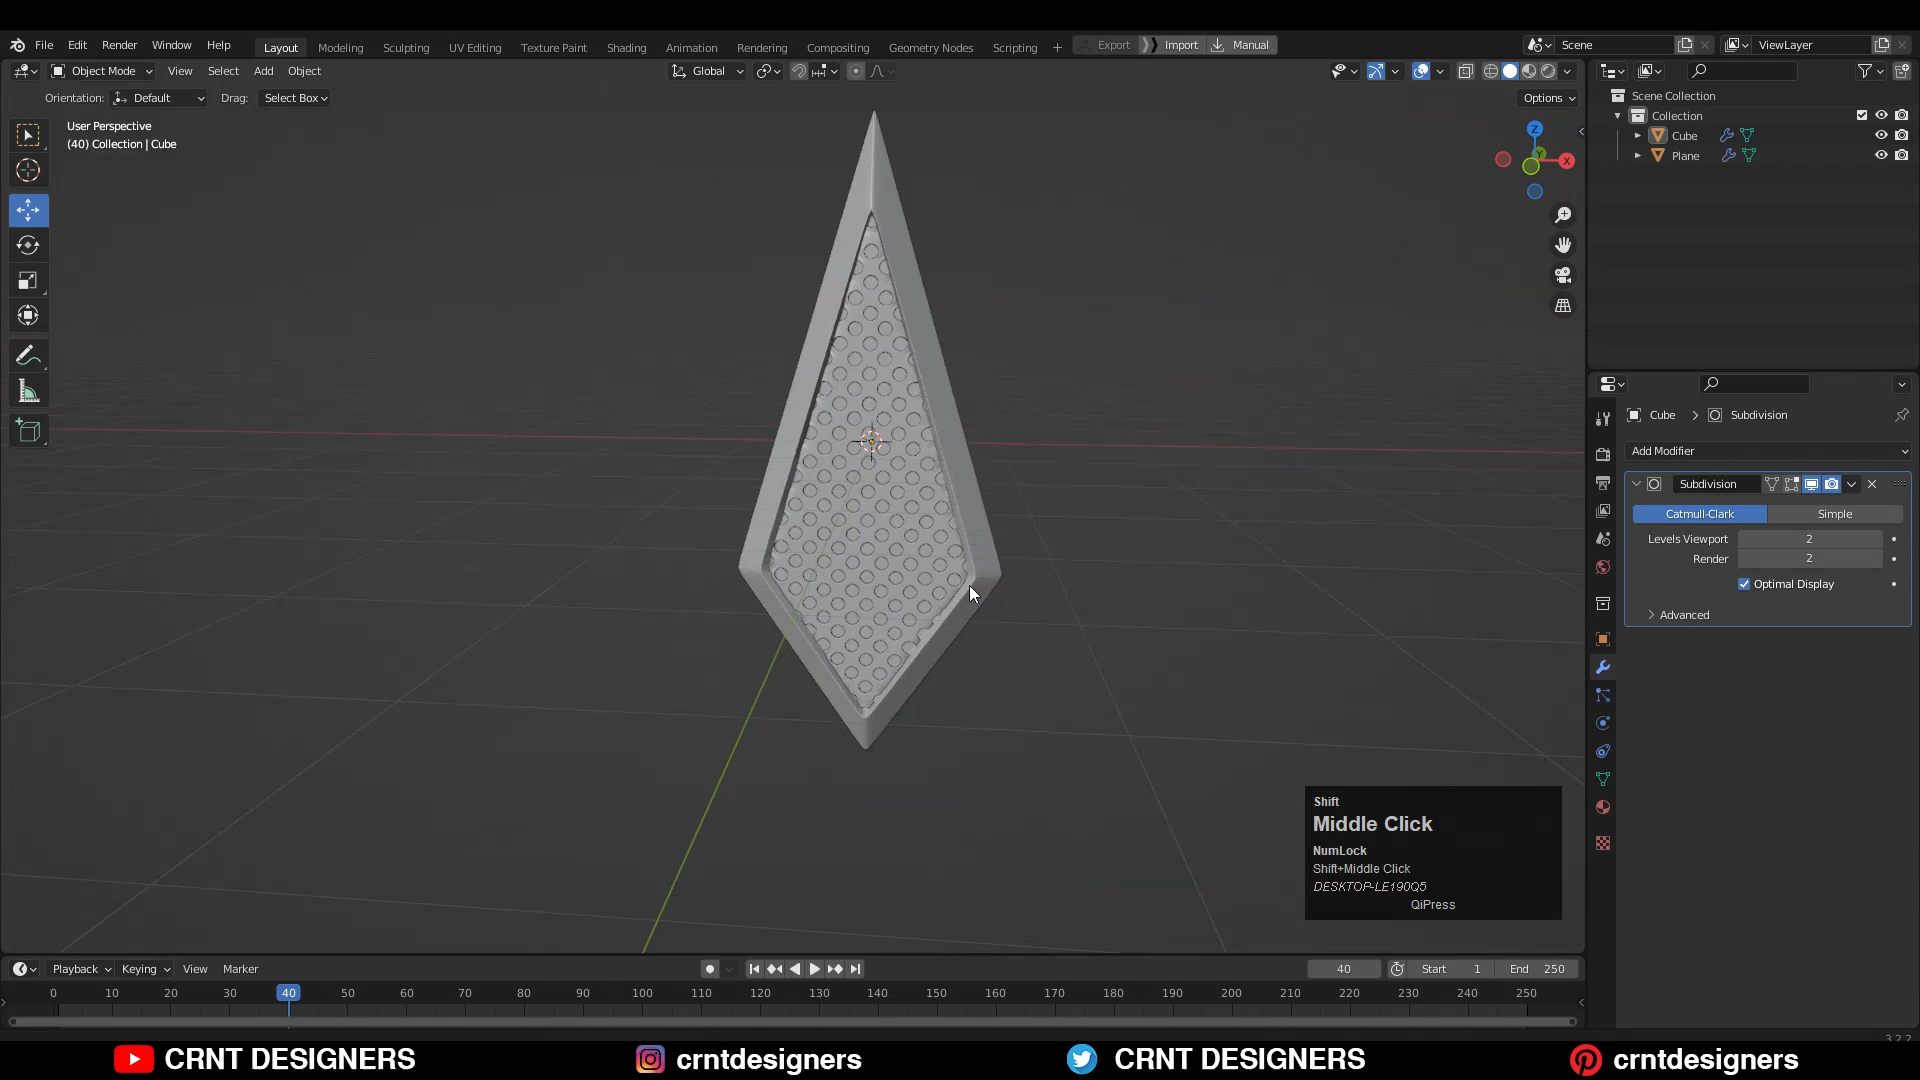 File Edit Render Window Help
Layout Modeling Sculpting UV Editing Texture Paint Shading Animation Rendering Compositing Geometry Nodes Scripting + Export Import Manual
Scene ViewLayer
Object Mode View Select Add Object Global
Orientation: Default Drag: Select Box Options
User Perspective
(40) Collection | Cube
Z
Y
X
Scene Collection
Collection
Cube
Plane
Cube > Subdivision
Add Modifier
Subdivision
Catmull-Clark Simple
Levels Viewport 2
Render 2
Optimal Display
> Advanced
Shift
Middle Click
NumLock
Shift+Middle Click
DESKTOP-LE190Q5
QiPress
Playback Keying View Marker 40 Start 1 End 250
0 10 20 30 40 50 60 70 80 90 100 110 120 130 140 150 160 170 180 190 200 210 220 230 240 250
3.2.2
CRNT DESIGNERS crntdesigners CRNT DESIGNERS crntdesigners